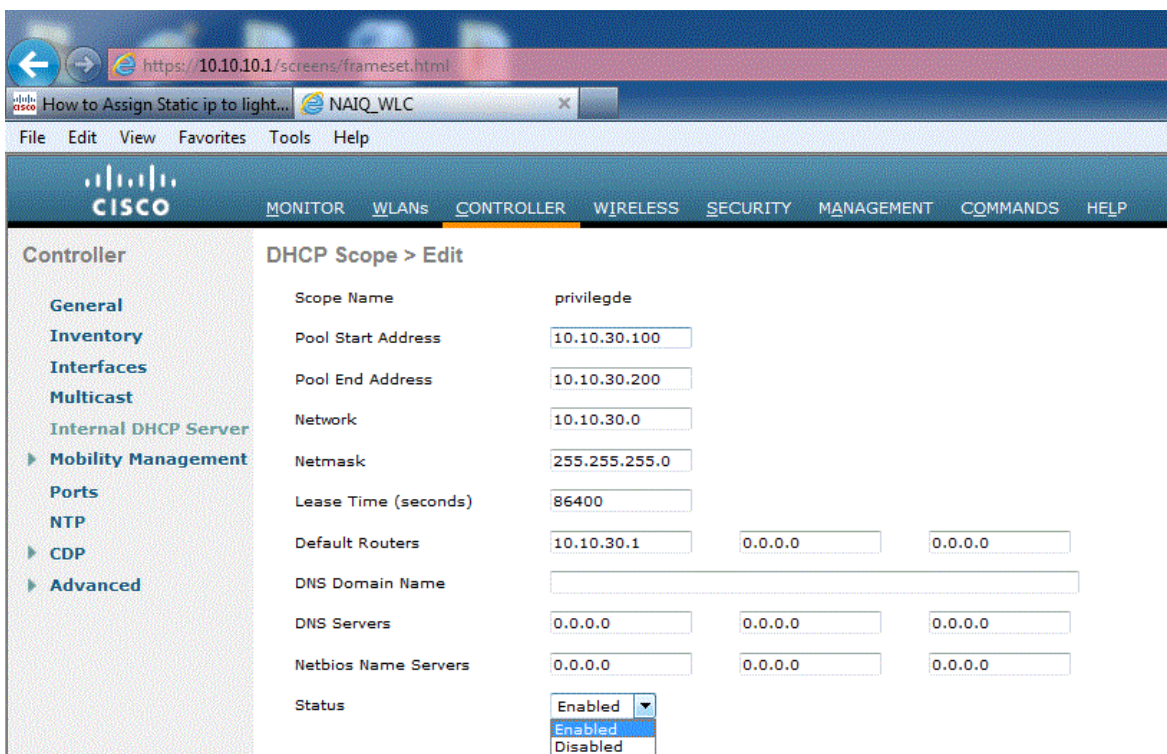 https://10.10.10.1/screens/frameset.html
How to Assign Static ip to light... NAIQ_WLC
File Edit View Favorites Tools Help
CISCO
MONITOR WLANs CONTROLLER WIRELESS SECURITY MANAGEMENT COMMANDS HELP
Controller
General
Inventory
Interfaces
Multicast
Internal DHCP Server
Mobility Management
Ports
NTP
CDP
Advanced
DHCP Scope > Edit
Scope Name privilegde
Pool Start Address 10.10.30.100
Pool End Address 10.10.30.200
Network 10.10.30.0
Netmask 255.255.255.0
Lease Time (seconds) 86400
Default Routers 10.10.30.1 0.0.0.0 0.0.0.0
DNS Domain Name
DNS Servers 0.0.0.0 0.0.0.0 0.0.0.0
Netbios Name Servers 0.0.0.0 0.0.0.0 0.0.0.0
Status Enabled
Enabled
Disabled